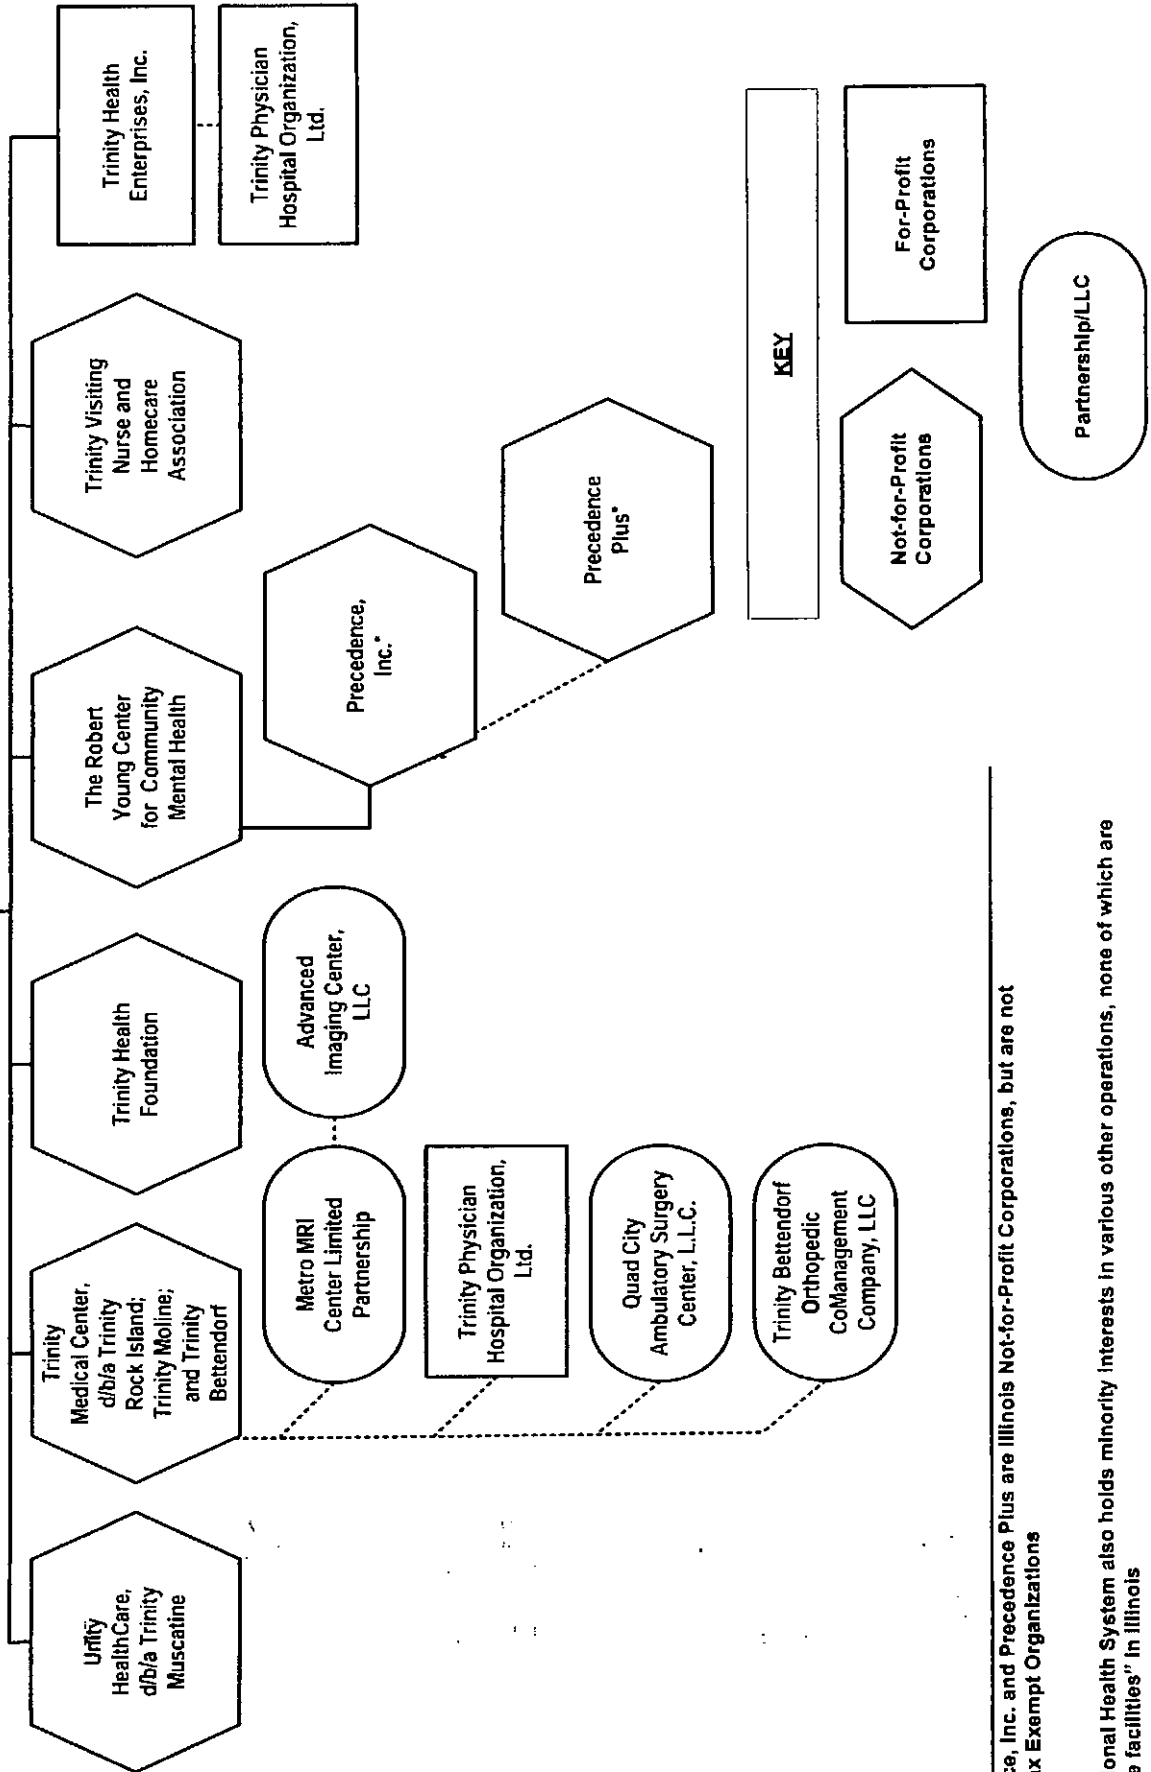 Unity
HealthCare,
d/b/a Trinity
Muscatine
Trinity
Medical Center,
d/b/a Trinity
Rock Island;
Trinity Moline;
and Trinity
Bettendorf
Trinity Health
Foundation
The Robert
Young Center
for Community
Mental Health
Trinity Visiting
Nurse and
Homecare
Association
Trinity Health
Enterprises, Inc.
Trinity Physician
Hospital Organization,
Ltd.
Metro MRI
Center Limited
Partnership
Advanced
Imaging Center,
LLC
Trinity Physician
Hospital Organization,
Ltd.
Quad City
Ambulatory Surgery
Center, L.L.C.
Trinity Bettendorf
Orthopedic
CoManagement
Company, LLC
Precedence,
Inc.*
Precedence
Plus*
KEY
Not-for-Profit
Corporations
For-Profit
Corporations
Partnership/LLC
Inc. and Precedence Plus are Illinois Not-for-Profit Corporations, but are not
Exempt Organizations
Health System also holds minority interests in various other operations, none of which are
facilities" in Illinois